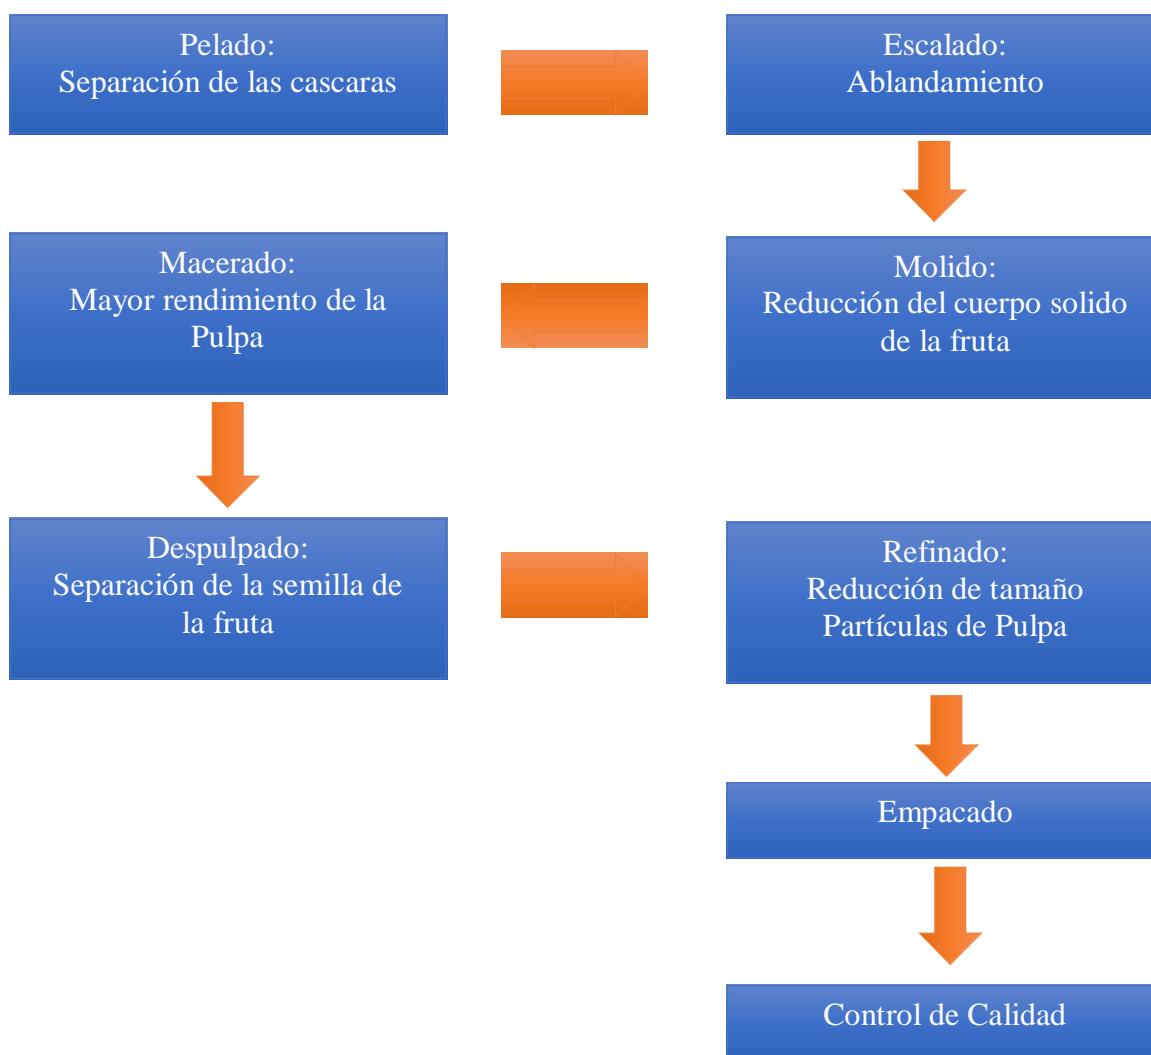 Pelado:
Separación de las cascaras
Escalado:
Ablandamiento
Molido:
Reducción del cuerpo solido
de la fruta
Macerado:
Mayor rendimiento de la
Pulpa
Despulpado:
Separación de la semilla de
la fruta
Refinado:
Reducción de tamaño
Partículas de Pulpa
Empacado
Control de Calidad